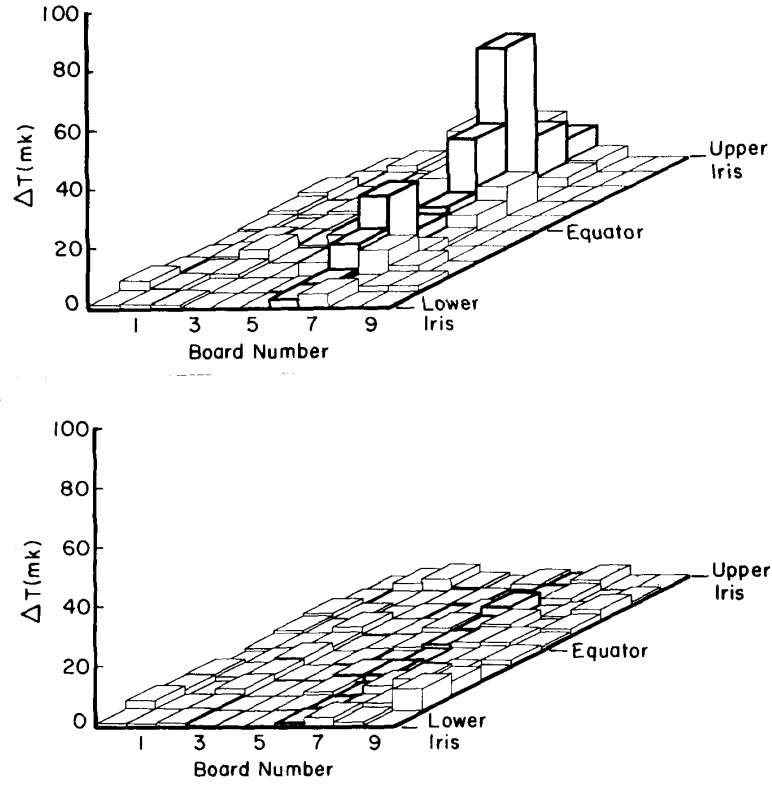 100
80
60
40
20
0
ΔT(mk)
1 3 5 7 9
Board Number
Upper
Iris
Equator
Lower
Iris
100
80
60
40
20
0
ΔT(mk)
1 3 5 7 9
Board Number
Upper
Iris
Equator
Lower
Iris